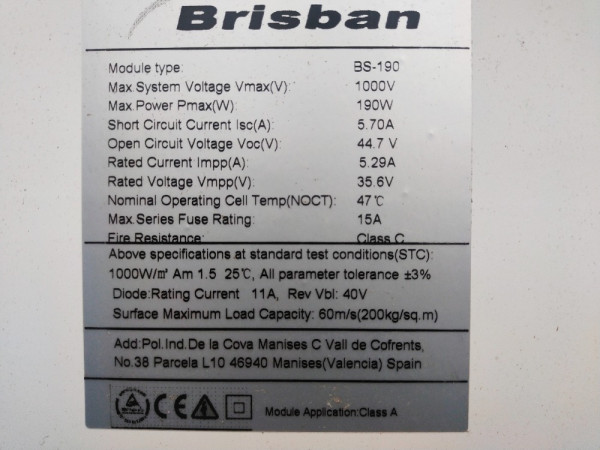 Brisban
Module type: BS-190
Max.System Voltage Vmax(V): 1000V
Max.Power Pmax(W): 190W
Short Circuit Current Isc(A): 5.70A
Open Circuit Voltage Voc(V): 44.7 V
Rated Current Impp(A): 5.29A
Rated Voltage Vmpp(V): 35.6V
Nominal Operating Cell Temp(NOCT): 47℃
Max.Series Fuse Rating: 15A
Fire Resistance: Class C
Above specifications at standard test conditions(STC):
1000W/㎡ Am 1.5 25℃, All parameter tolerance ±3%
Diode:Rating Current 11A, Rev Vbl: 40V
Surface Maximum Load Capacity: 60m/s(200kg/sq.m)
Add:Pol.Ind.De la Cova Manises C Vall de Cofrents,
No.38 Parcela L10 46940 Manises(Valencia) Spain
CE Module Application:Class A